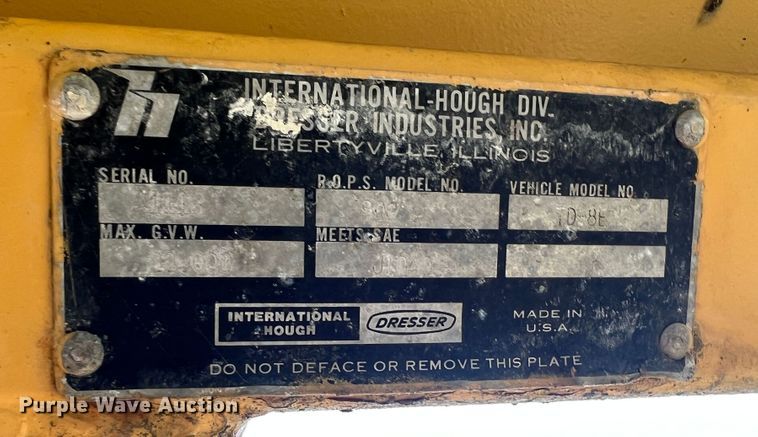 INTERNATIONAL-HOUGH DIV.
DRESSER INDUSTRIES, INC.
LIBERTYVILLE ILLINOIS
SERIAL NO. R.O.P.S. MODEL NO. VEHICLE MODEL NO.
TD-8E
MAX. G.V.W. MEETS SAE
INTERNATIONAL HOUGH
DRESSER
MADE IN U.S.A.
DO NOT DEFACE OR REMOVE THIS PLATE
Purple Wave Auction